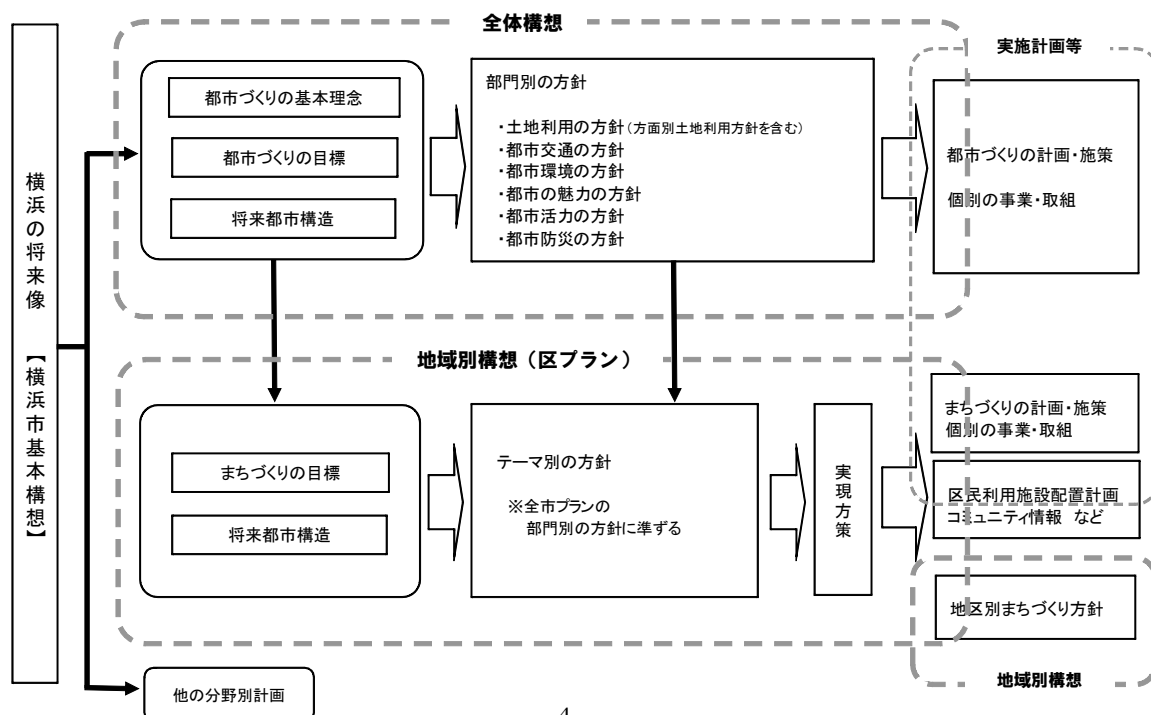 横浜の将来像 【横浜市基本構想】
全体構想
都市づくりの基本理念
都市づくりの目標
将来都市構造
部門別の方針
・土地利用の方針(方面別土地利用方針を含む)
・都市交通の方針
・都市環境の方針
・都市の魅力の方針
・都市活力の方針
・都市防災の方針
実施計画等
都市づくりの計画・施策
個別の事業・取組
地域別構想(区プラン)
まちづくりの目標
将来都市構造
テーマ別の方針
※全市プランの
部門別の方針に準ずる
実現方策
まちづくりの計画・施策
個別の事業・取組
区民利用施設配置計画
コミュニティ情報 など
地区別まちづくり方針
地域別構想
他の分野別計画
4